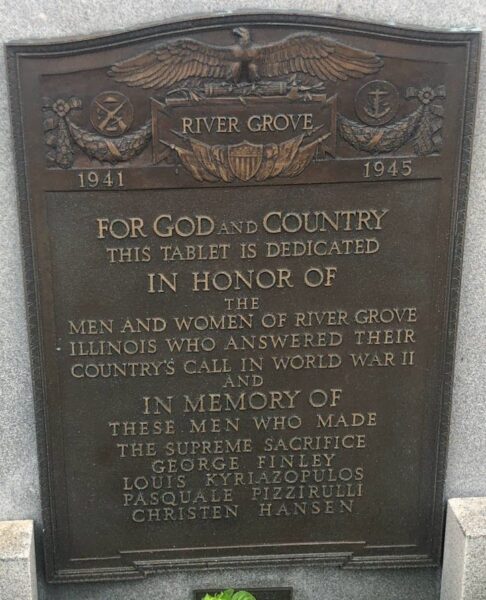 RIVER GROVE
1941 1945
FOR GOD AND COUNTRY
THIS TABLET IS DEDICATED
IN HONOR OF
THE
MEN AND WOMEN OF RIVER GROVE
ILLINOIS WHO ANSWERED THEIR
COUNTRY'S CALL IN WORLD WAR II
AND
IN MEMORY OF
THESE MEN WHO MADE
THE SUPREME SACRIFICE
GEORGE FINLEY
LOUIS KYRIAZOPULOS
PASQUALE PIZZIRULLI
CHRISTEN HANSEN